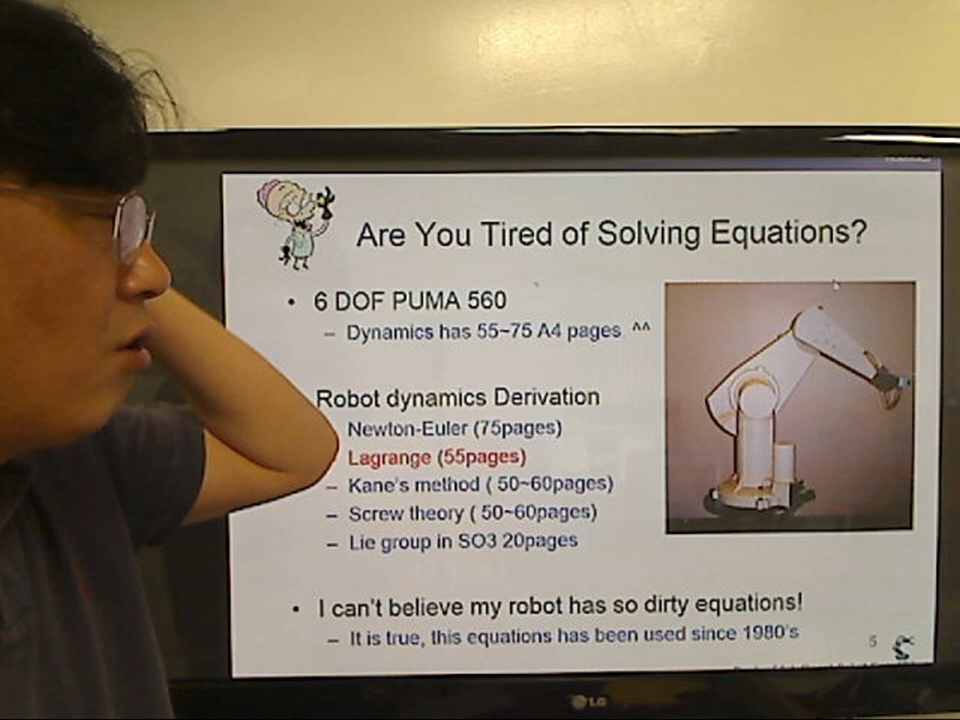 Are You Tired of Solving Equations?
• 6 DOF PUMA 560
– Dynamics has 55~75 A4 pages ^^
Robot dynamics Derivation
Newton-Euler (75pages)
Lagrange (55pages)
– Kane's method ( 50~60pages)
– Screw theory ( 50~60pages)
– Lie group in SO3 20pages
• I can't believe my robot has so dirty equations!
– It is true, this equations has been used since 1980's
5
LG